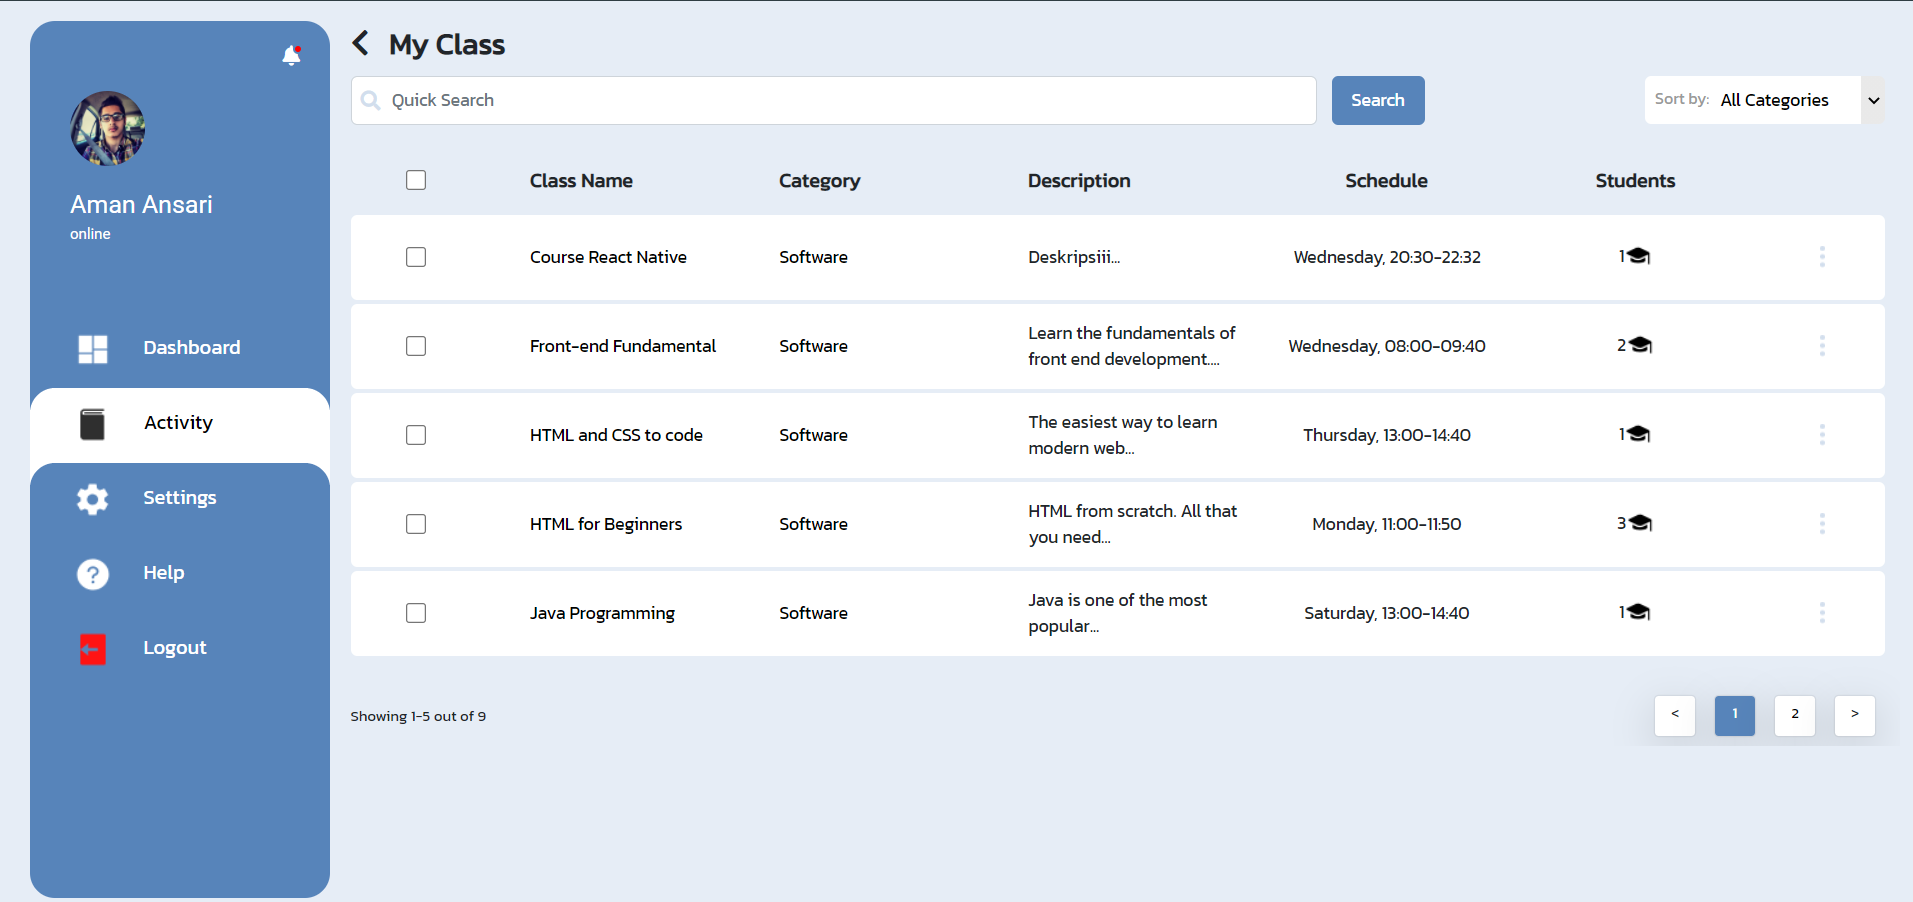 Aman Ansari
online
Dashboard
Activity
Settings
Help
Logout
My Class
Quick Search
Search
Sort by: All Categories
Class Name Category Description Schedule Students
Course React Native Software Deskripsiii... Wednesday, 20:30-22:32 1
Front-end Fundamental Software Learn the fundamentals of
front end development.... Wednesday, 08:00-09:40 2
HTML and CSS to code Software The easiest way to learn
modern web... Thursday, 13:00-14:40 1
HTML for Beginners Software HTML from scratch. All that
you need... Monday, 11:00-11:50 3
Java Programming Software Java is one of the most
popular... Saturday, 13:00-14:40 1
Showing 1-5 out of 9
< 1 2 >